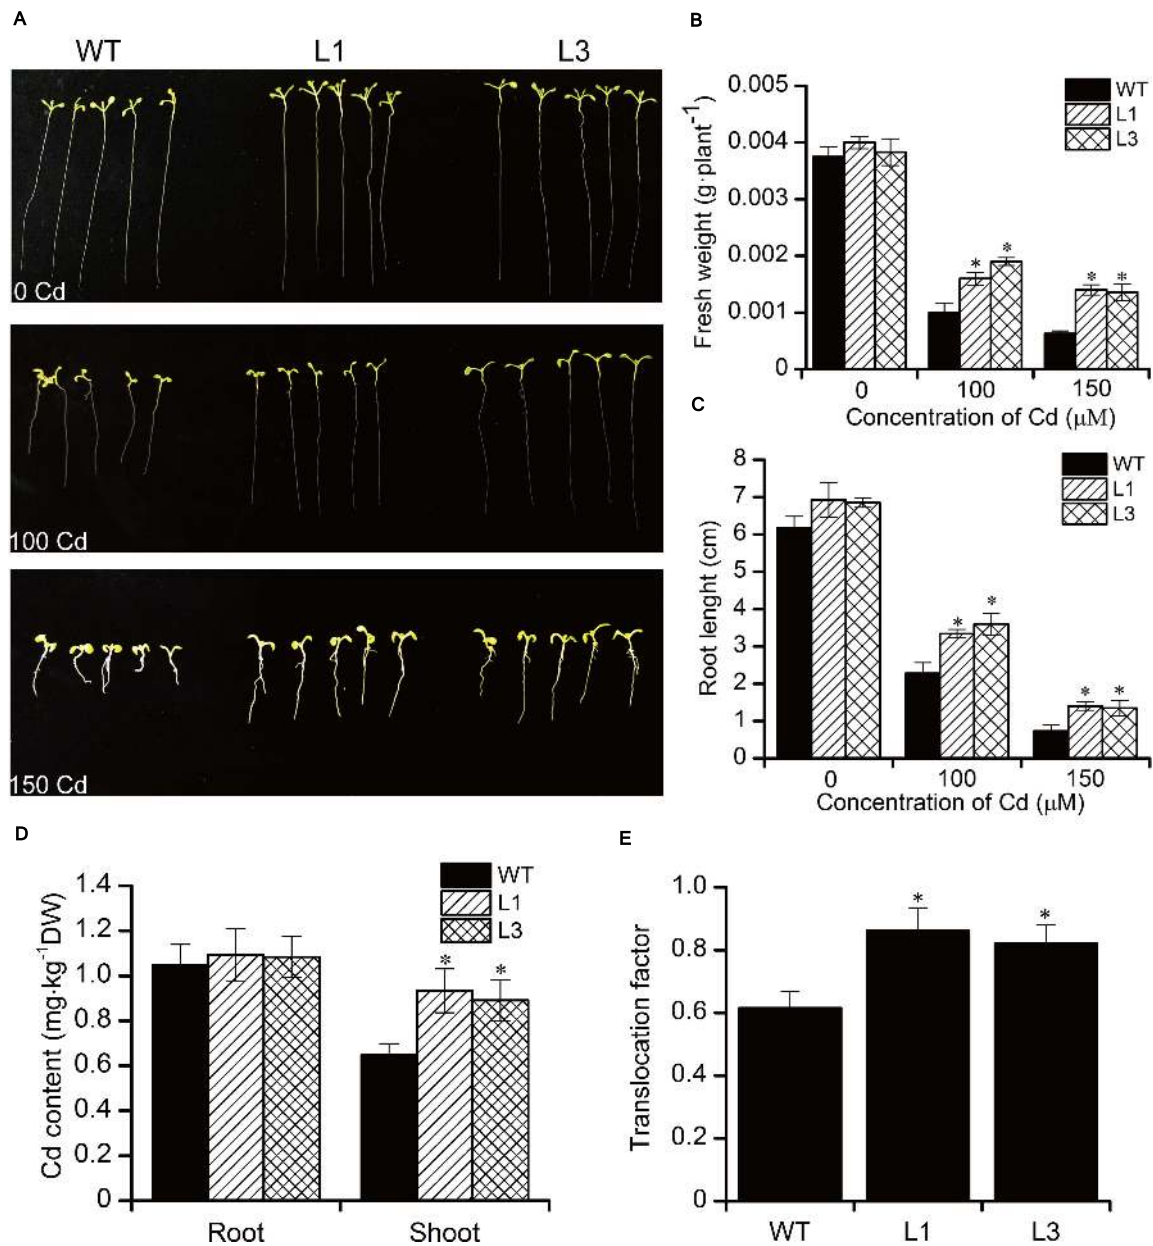 A
WT L1 L3
0 Cd
100 Cd
150 Cd
B
Fresh weight (g·plant⁻¹)
0.005
0.004
0.003
0.002
0.001
0
WT
L1
L3
* * * *
0 100 150
Concentration of Cd (μM)
C
Root lenght (cm)
8
7
6
5
4
3
2
1
0
WT
L1
L3
* * * *
0 100 150
Concentration of Cd (μM)
D
Cd content (mg·kg⁻¹DW)
1.4
1.2
1.0
0.8
0.6
0.4
0.2
0
WT
L1
L3
* *
Root Shoot
E
Translocation factor
1.0
0.8
0.6
0.4
0.2
0
* *
WT L1 L3